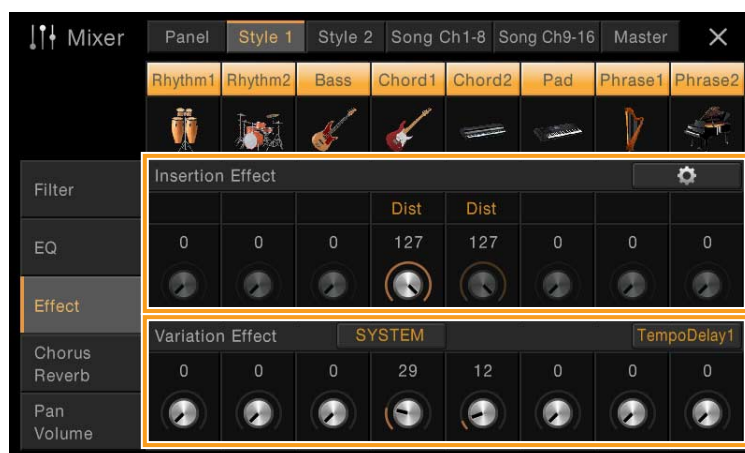 Mixer
Panel Style 1 Style 2 Song Ch1-8 Song Ch9-16 Master
Rhythm1 Rhythm2 Bass Chord1 Chord2 Pad Phrase1 Phrase2
Filter
EQ
Effect
Chorus
Reverb
Pan
Volume
Insertion Effect
Dist Dist
0 0 0 127 127 0 0 0
Variation Effect SYSTEM TempoDelay1
0 0 0 29 12 0 0 0